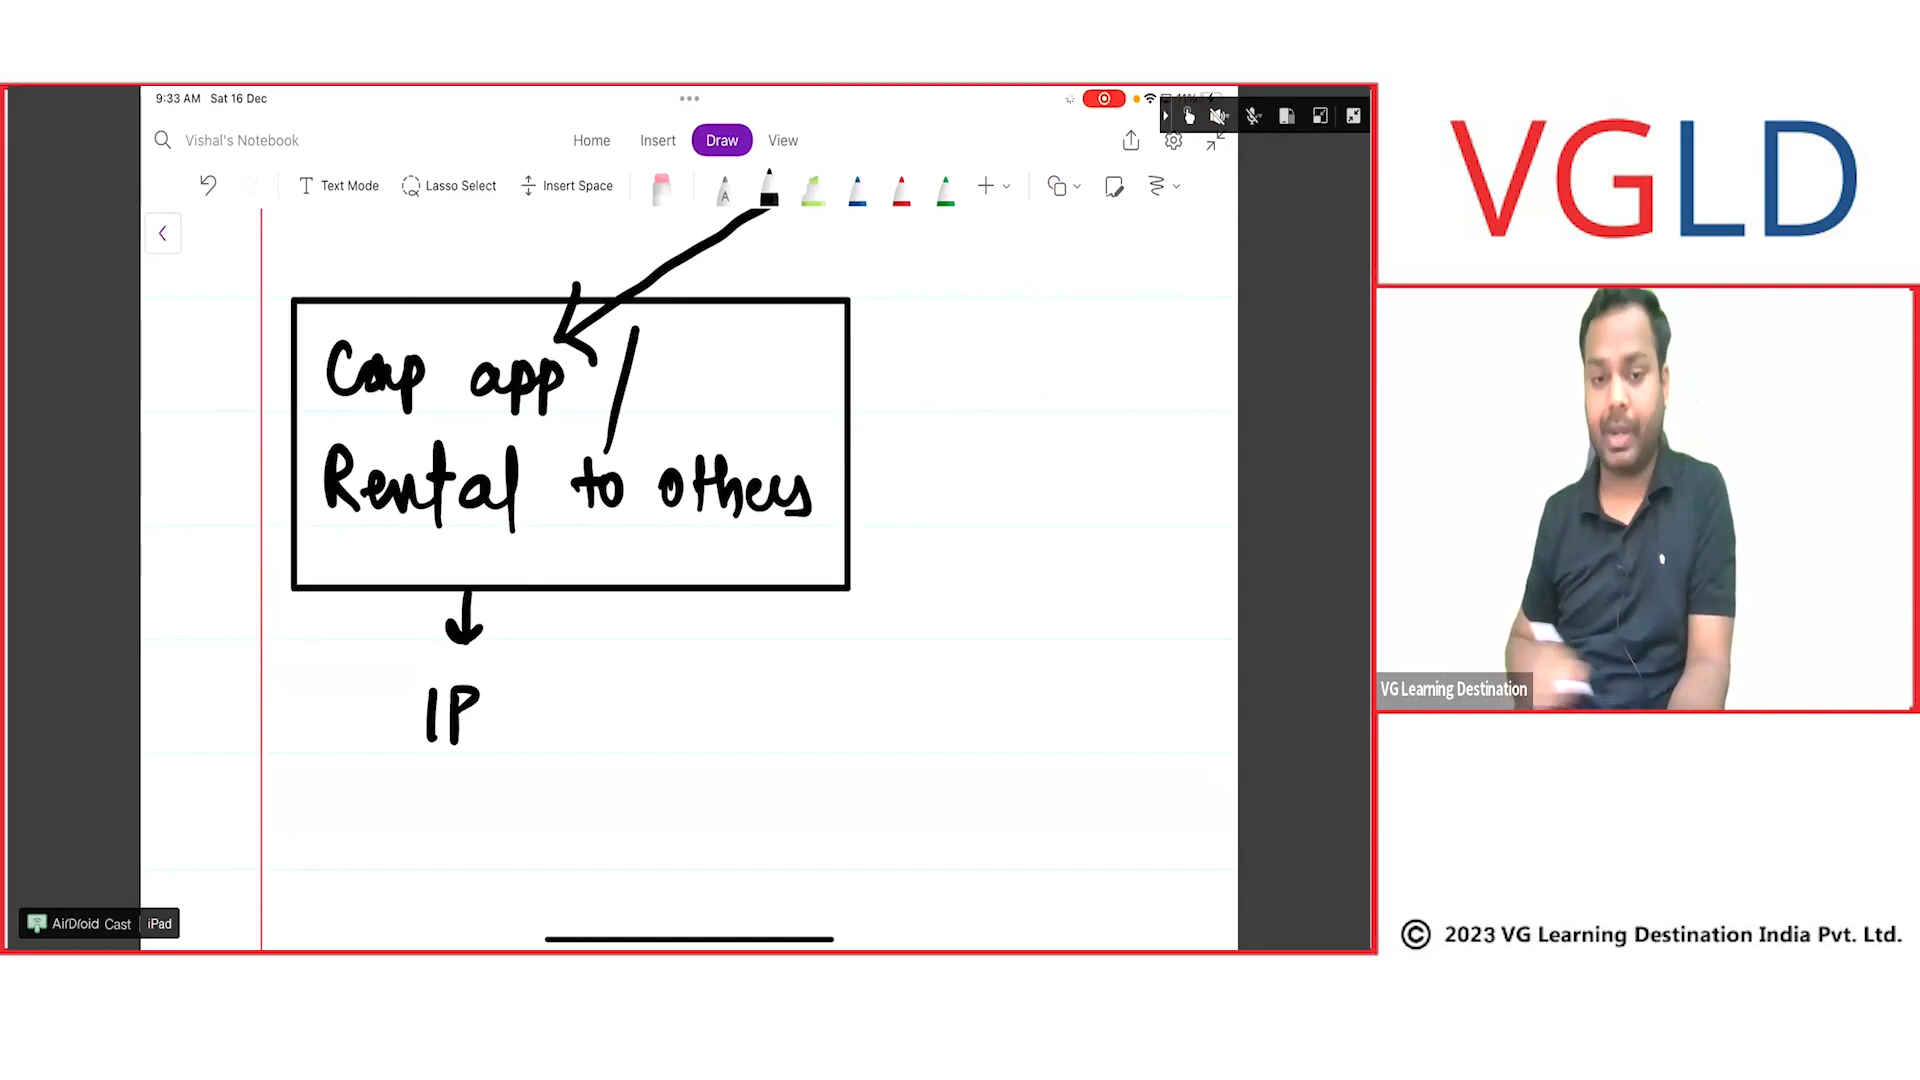 9:33 AM Sat 16 Dec
11%
Vishal's Notebook
Home Insert Draw View
Text Mode Lasso Select Insert Space
Cap app
Rental to others
IP
AirDroid Cast iPad
VGLD
VG Learning Destination
© 2023 VG Learning Destination India Pvt. Ltd.